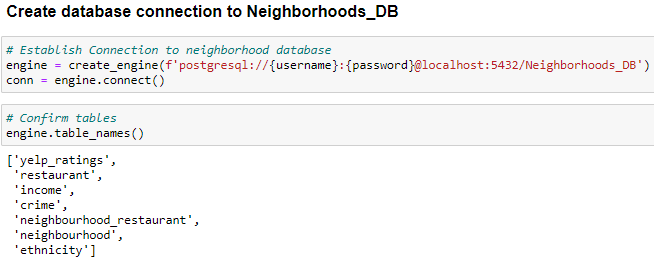 Create database connection to Neighborhoods_DB
# Establish Connection to neighborhood database
engine = create_engine(f'postgresql://{username}:{password}@localhost:5432/Neighborhoods_DB')
conn = engine.connect()
# Confirm tables
engine.table_names()
['yelp_ratings',
 'restaurant',
 'income',
 'crime',
 'neighbourhood_restaurant',
 'neighbourhood',
 'ethnicity']